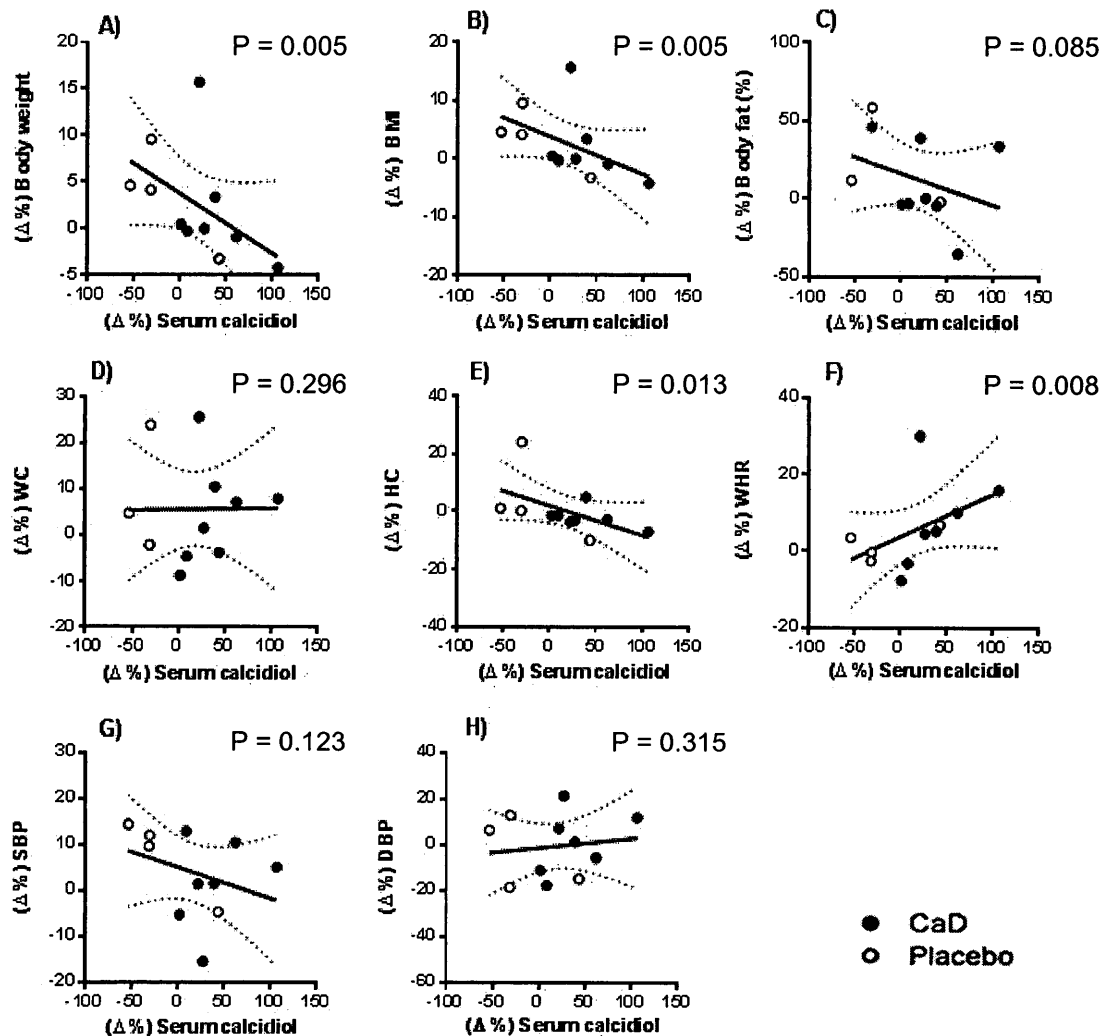 A)
P = 0.005
(Δ%) Body weight
20
15
10
5
0
-5
-100 -50 0 50 100 150
(Δ%) Serum calcidiol
B)
P = 0.005
(Δ%) BMI
20
10
0
-10
-20
-100 -50 0 50 100 150
(Δ%) Serum calcidiol
C)
P = 0.085
(Δ%) Body fat (%)
100
50
0
-50
-100 -50 0 50 100 150
(Δ%) Serum calcidiol
D)
P = 0.296
(Δ%) WC
30
20
10
0
-10
-20
-100 -50 0 50 100 150
(Δ%) Serum calcidiol
E)
P = 0.013
(Δ%) HC
40
20
0
-20
-40
-100 -50 0 50 100 150
(Δ%) Serum calcidiol
F)
P = 0.008
(Δ%) WHR
40
20
0
-20
-100 -50 0 50 100 150
(Δ%) Serum calcidiol
G)
P = 0.123
(Δ%) SBP
30
20
10
0
-10
-20
-100 -50 0 50 100 150
(Δ%) Serum calcidiol
H)
P = 0.315
(Δ%) DBP
40
20
0
-20
-40
-60
-100 -50 0 50 100 150
(Δ%) Serum calcidiol
CaD
Placebo